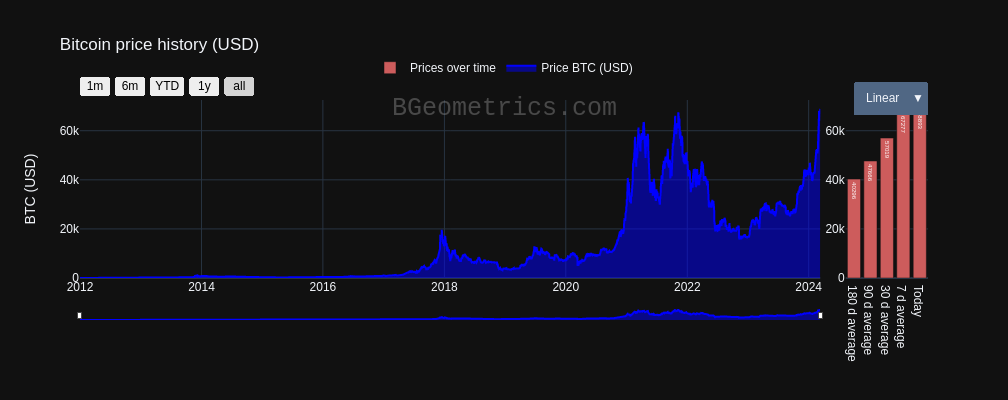 Bitcoin price history (USD)
Prices over time
Price BTC (USD)
1m
6m
YTD
1y
all
Linear
▼
BGeometrics.com
BTC (USD)
60k
40k
20k
0
2012
2014
2016
2018
2020
2022
2024
60k
40k
20k
0
57019
67277
180 d average
90 d average
30 d average
7 d average
Today